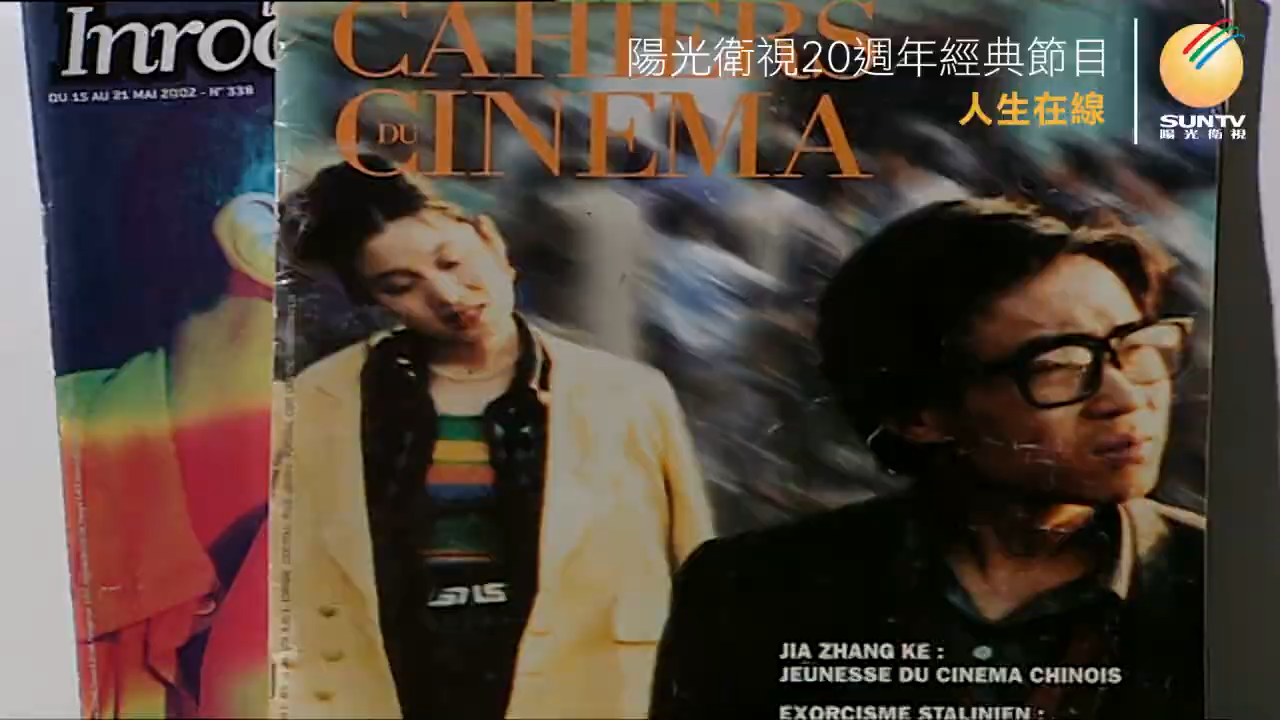 Inroc
DU 15 AU 21 MAI 2002 - N° 338
CAHIERS
DU
CINEMA
陽光衛視20週年經典節目
人生在線
SUNTV
陽光衛視
JIA ZHANG KE :
JEUNESSE DU CINEMA CHINOIS
EXORCISME STALINIEN :